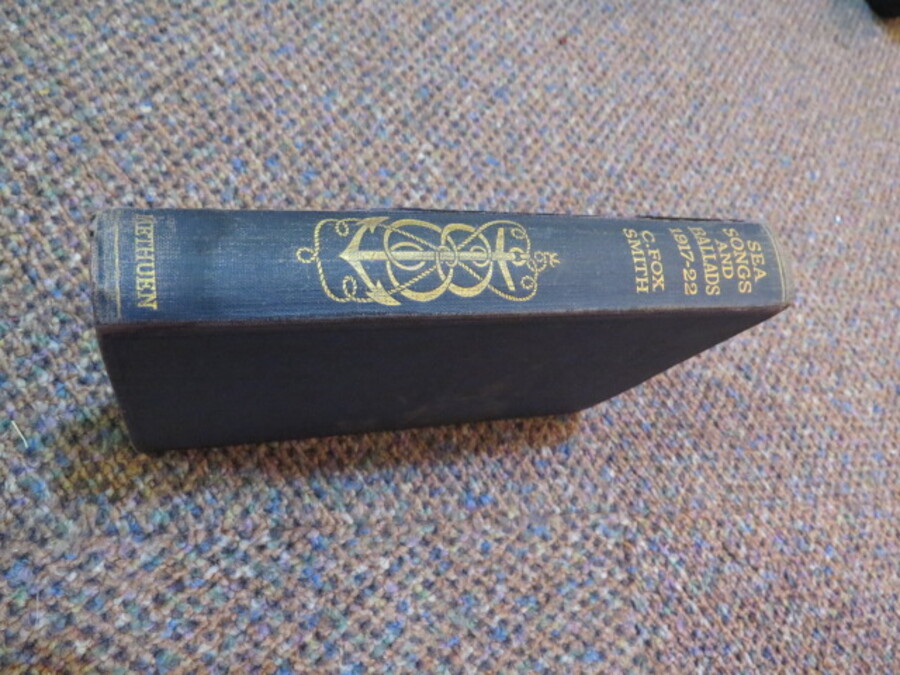 SEA
SONGS
AND
BALLADS
1917-22
C. FOX
SMITH
METHUEN